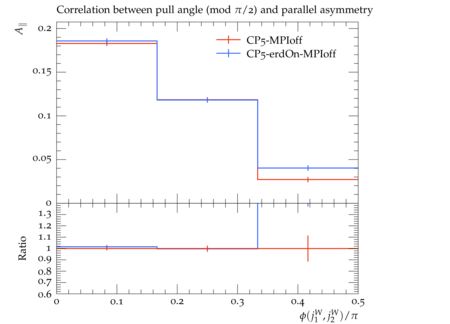 Correlation between pull angle (mod π/2) and parallel asymmetry
A∥
0.2
0.15
0.1
0.05
0
CP5-MPIoff
CP5-erdOn-MPIoff
Ratio
1.3
1.2
1.1
1
0.9
0.8
0.7
0.6
0 0.1 0.2 0.3 0.4 0.5
ϕ(j₁ᵂ, j₂ᵂ)/π